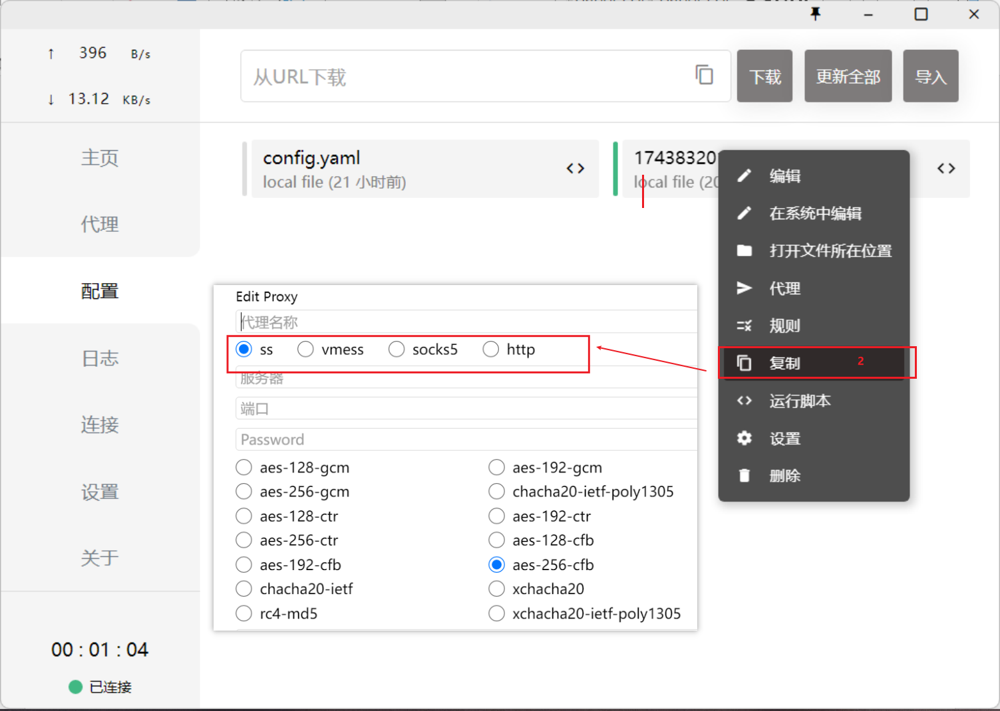 ↑ 396 B/s
↓ 13.12 KB/s
从URL下载
下载
更新全部
导入
主页
代理
配置
日志
连接
设置
关于
00 : 01 : 04
已连接
config.yaml
local file (21 小时前)
174383201
local file (20
编辑
在系统中编辑
打开文件所在位置
代理
规则
复制 2
运行脚本
设置
删除
Edit Proxy
代理名称
ss vmess socks5 http
服务器
端口
Password
aes-128-gcm aes-192-gcm
aes-256-gcm chacha20-ietf-poly1305
aes-128-ctr aes-192-ctr
aes-256-ctr aes-128-cfb
aes-192-cfb aes-256-cfb
chacha20-ietf xchacha20
rc4-md5 xchacha20-ietf-poly1305